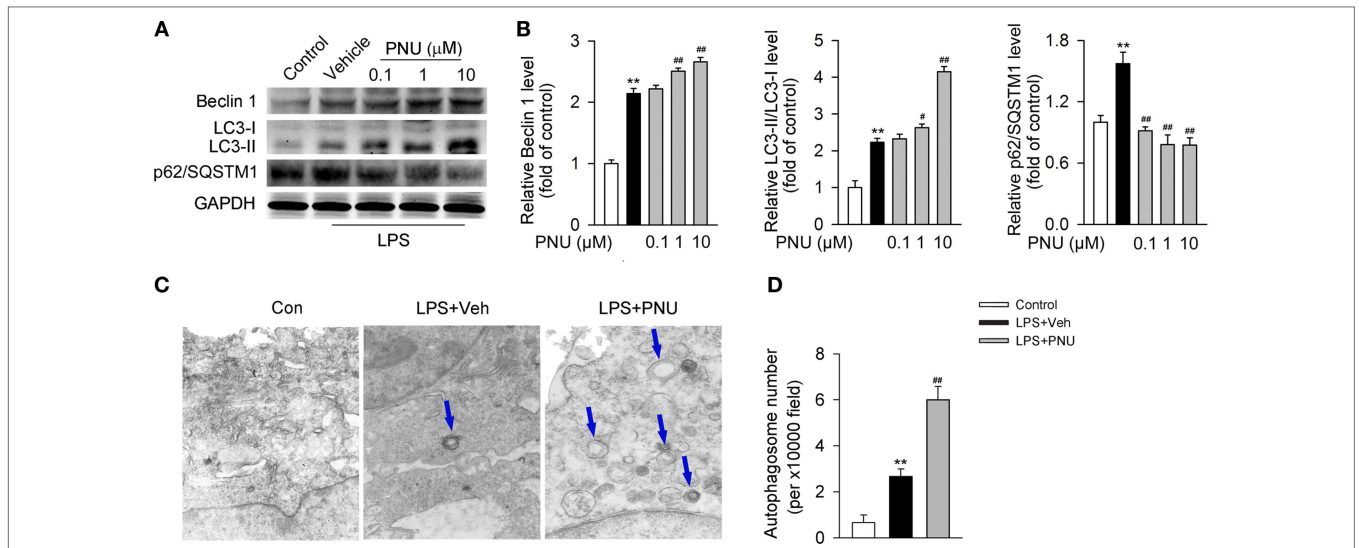 A
Control Vehicle PNU (μM)
0.1 1 10
Beclin 1
LC3-I
LC3-II
p62/SQSTM1
GAPDH
LPS
B
Relative Beclin 1 level
(fold of control)
3
2
1
0
**
##
##
PNU (μM) 0.1 1 10
Relative LC3-II/LC3-I
(fold of control)
5
4
3
2
1
0
**
#
##
PNU (μM) 0.1 1 10
Relative p62/SQSTM1 level
(fold of control)
1.8
1.2
0.6
0.0
**
##
##
##
PNU (μM) 0.1 1 10
C
Con LPS+Veh LPS+PNU
D
Control
LPS+Veh
LPS+PNU
Autophagosome number
(per x10000 field)
8
6
4
2
0
**
##